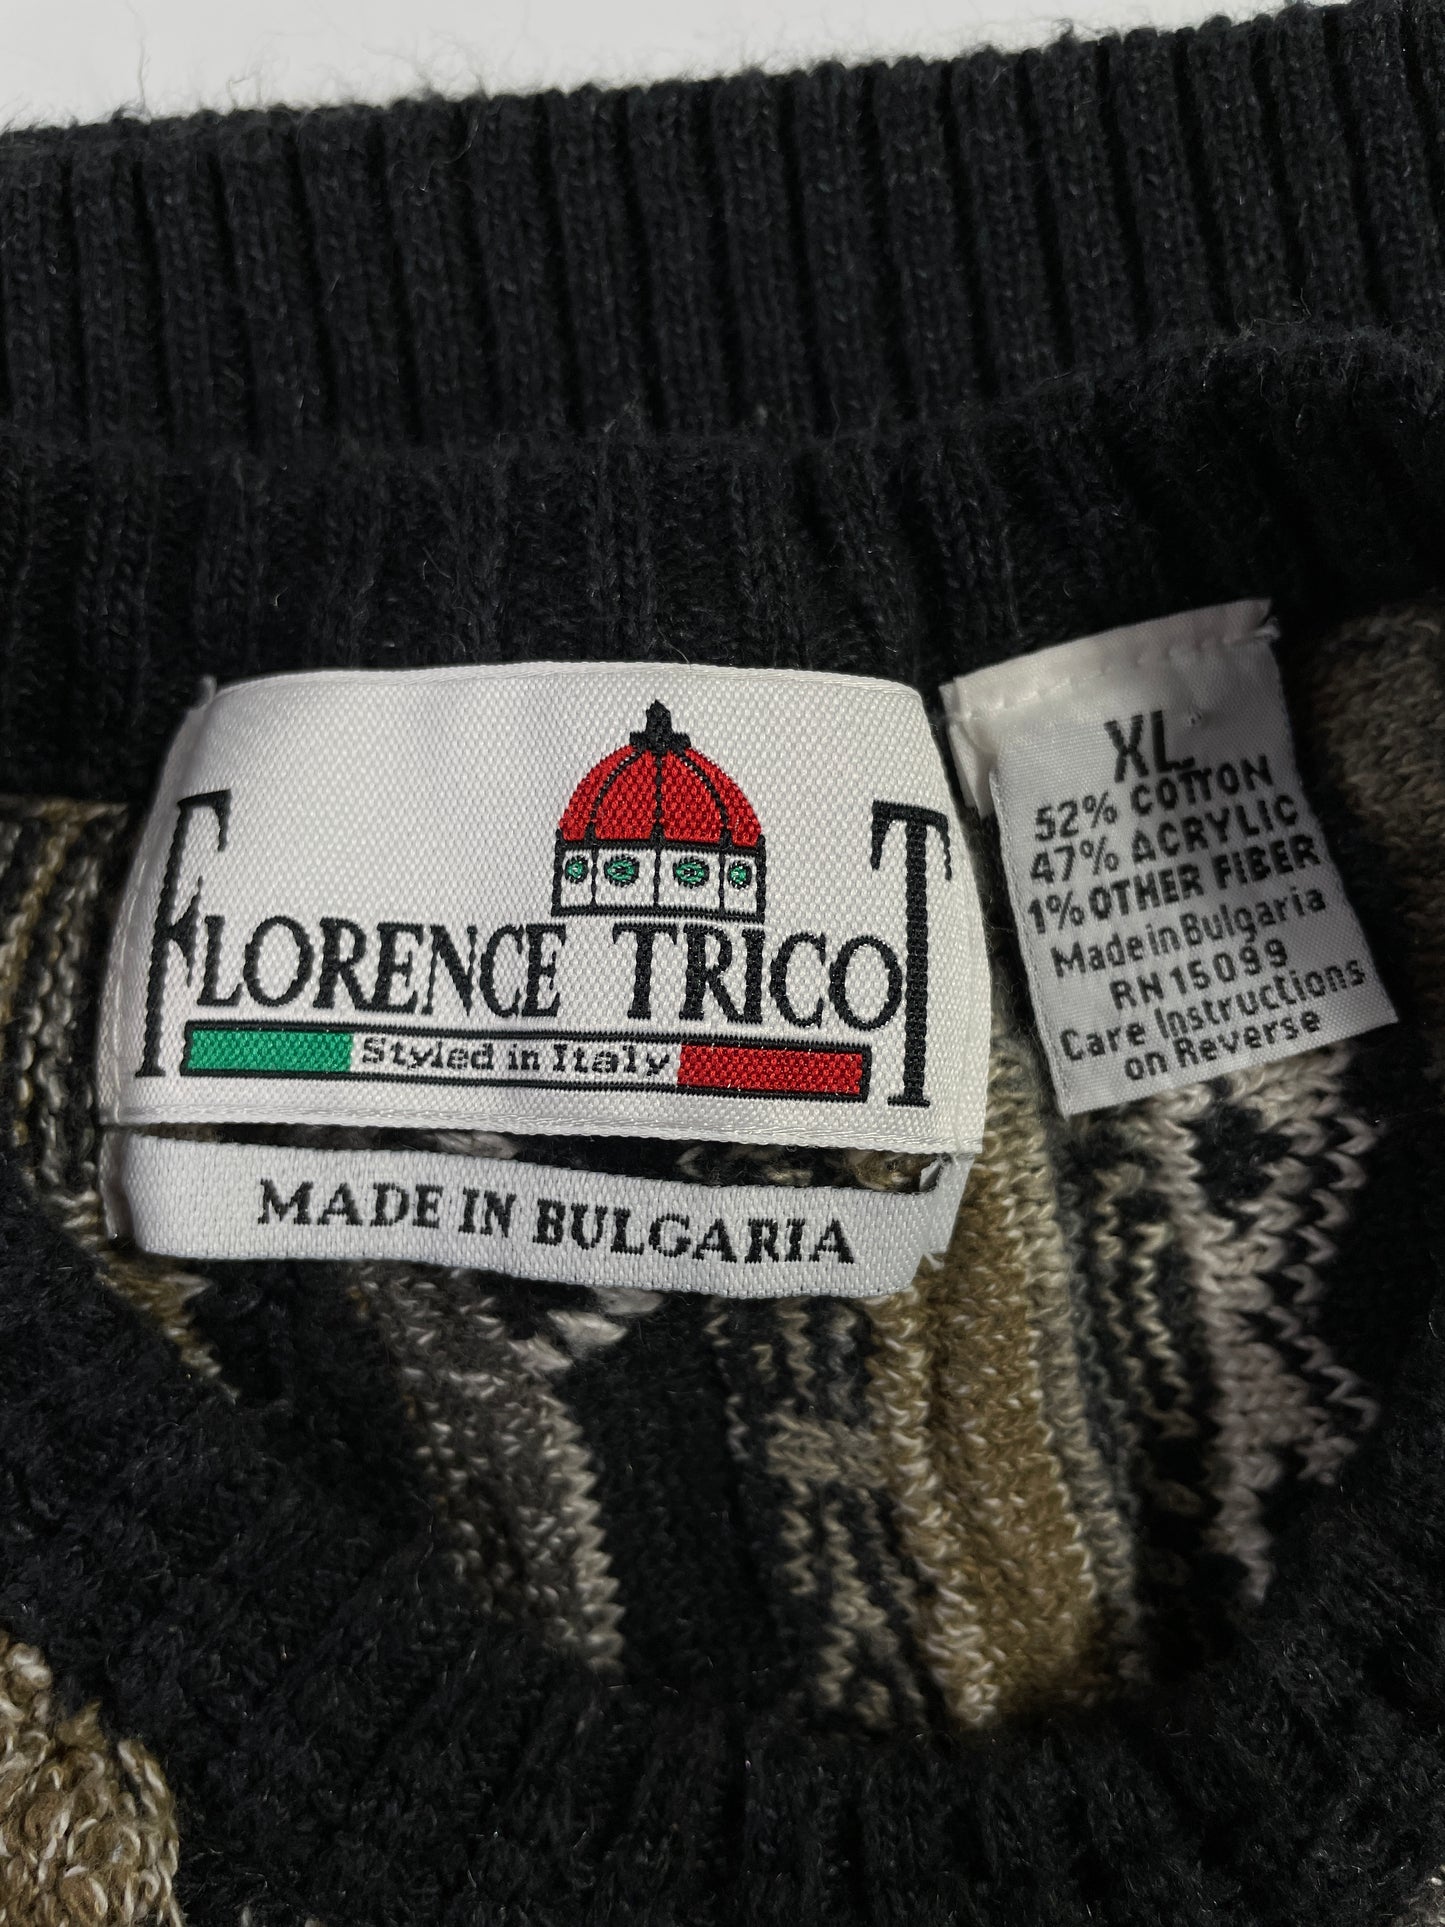 FLORENCE TRICOT
Styled in Italy
MADE IN BULGARIA
XL
52% COTTON
47% ACRYLIC
1% OTHER FIBER
Made in Bulgaria
RN 15099
Care Instructions
on Reverse